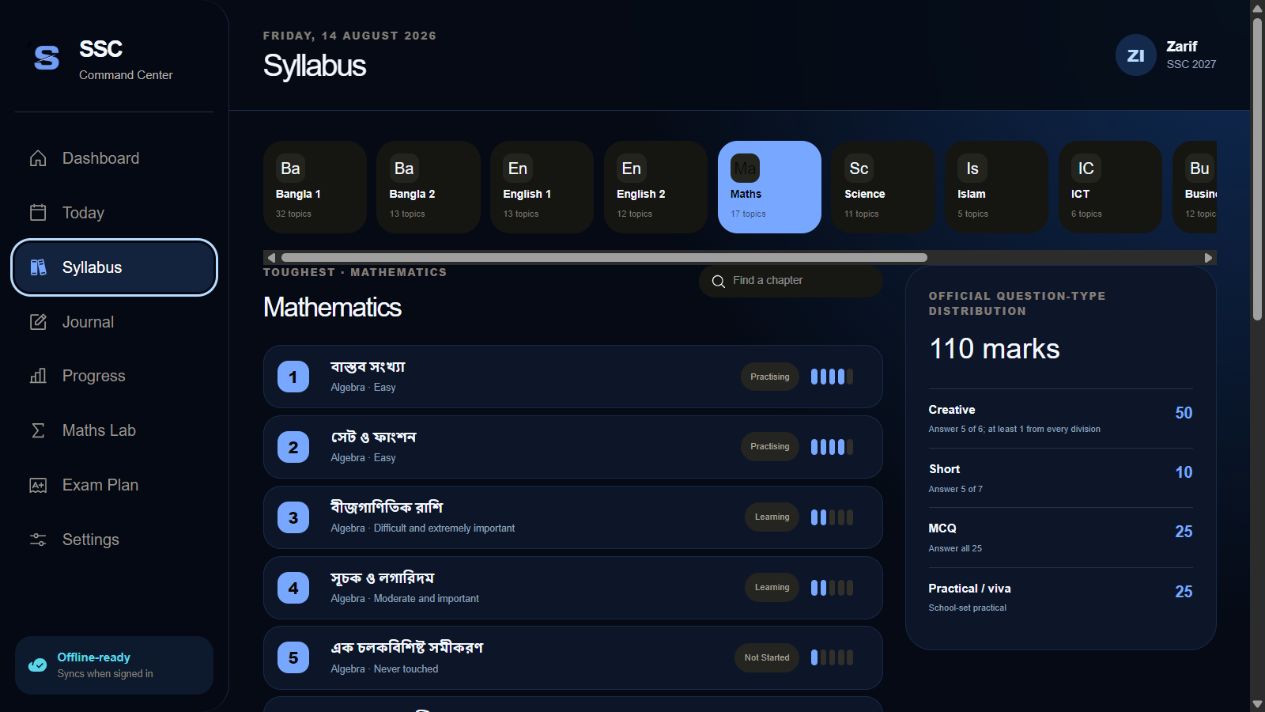 SSC
Command Center
Dashboard
Today
Syllabus
Journal
Progress
Maths Lab
Exam Plan
Settings
Offline-ready
Syncs when signed in
FRIDAY, 14 AUGUST 2026
Syllabus
ZI
Zarif
SSC 2027
Ba
Bangla 1
32 topics
Ba
Bangla 2
13 topics
En
English 1
13 topics
En
English 2
12 topics
Ma
Maths
17 topics
Sc
Science
11 topics
Is
Islam
5 topics
IC
ICT
6 topics
Bu
Busin
12 topic
TOUGHEST · MATHEMATICS
Mathematics
Find a chapter
1
বাস্তব সংখ্যা
Algebra · Easy
Practising
2
সেট ও ফাংশন
Algebra · Easy
Practising
3
বীজগাণিতিক রাশি
Algebra · Difficult and extremely important
Learning
4
সূচক ও লগারিদম
Algebra · Moderate and important
Learning
5
এক চলকবিশিষ্ট সমীকরণ
Algebra · Never touched
Not Started
OFFICIAL QUESTION-TYPE
DISTRIBUTION
110 marks
Creative
50
Answer 5 of 6; at least 1 from every division
Short
10
Answer 5 of 7
MCQ
25
Answer all 25
Practical / viva
25
School-set practical